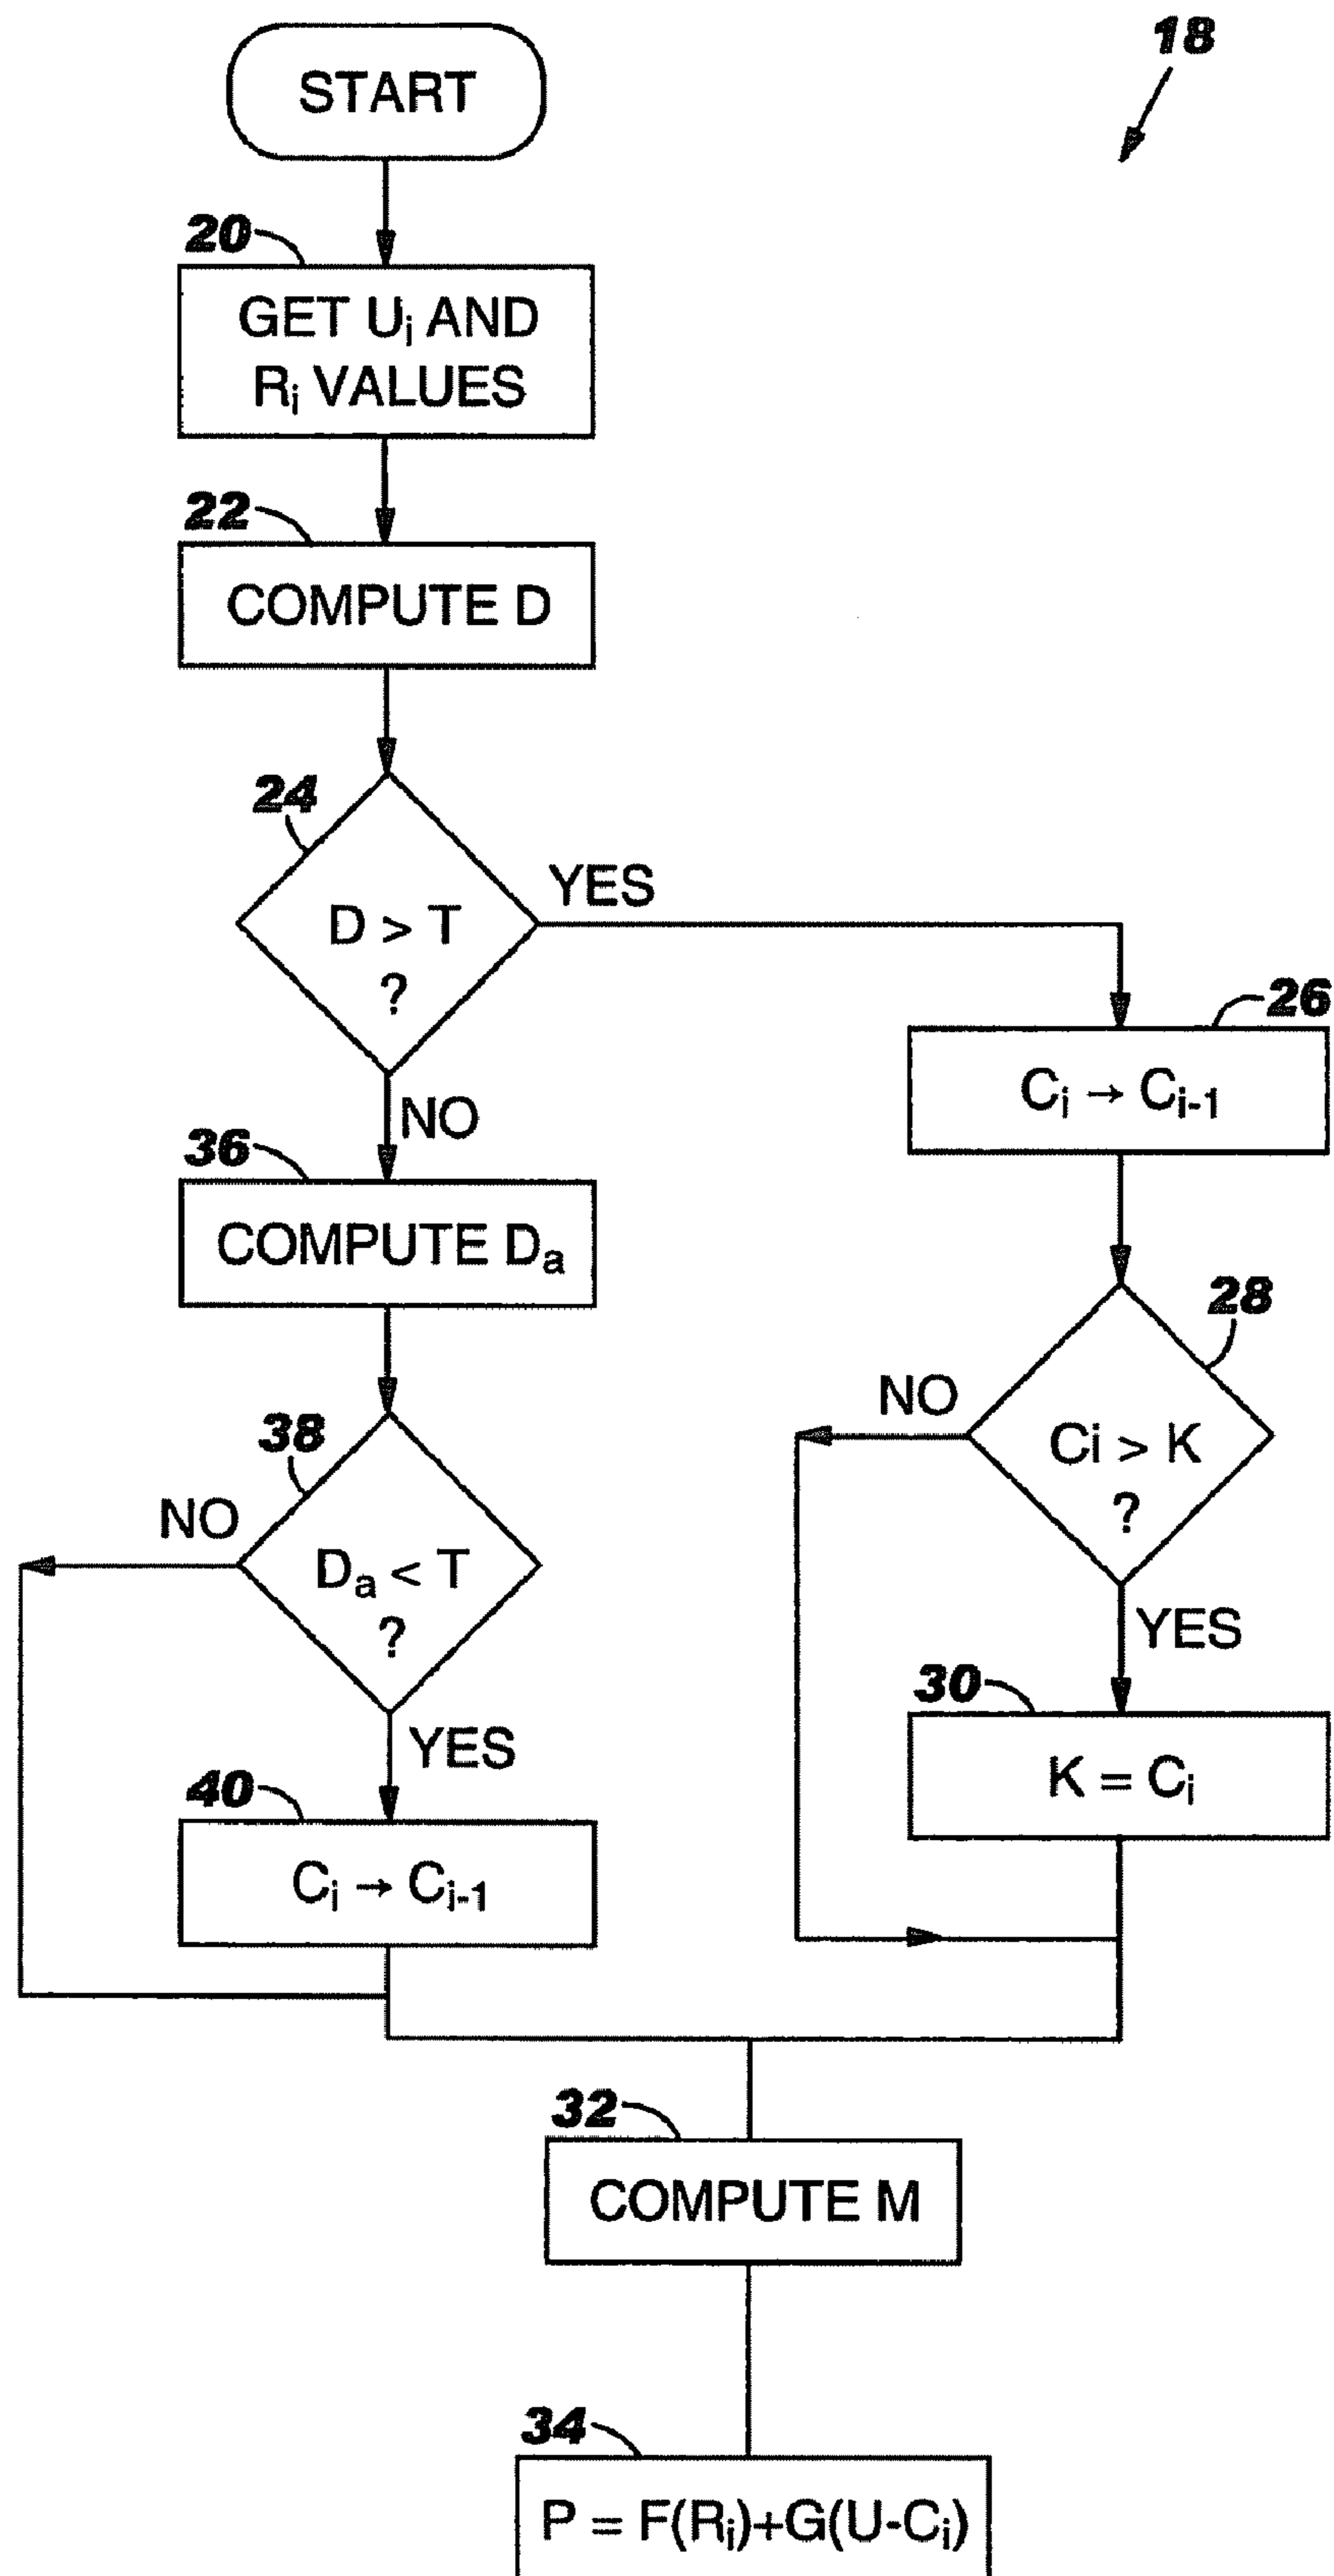 18
START
20
GET Ui AND
Ri VALUES
22
COMPUTE D
24
D > T
?
YES
NO
26
Ci → Ci-1
28
Ci > K
?
NO
YES
30
K = Ci
36
COMPUTE Da
38
Da < T
?
NO
YES
40
Ci → Ci-1
32
COMPUTE M
34
P = F(Ri)+G(U-Ci)